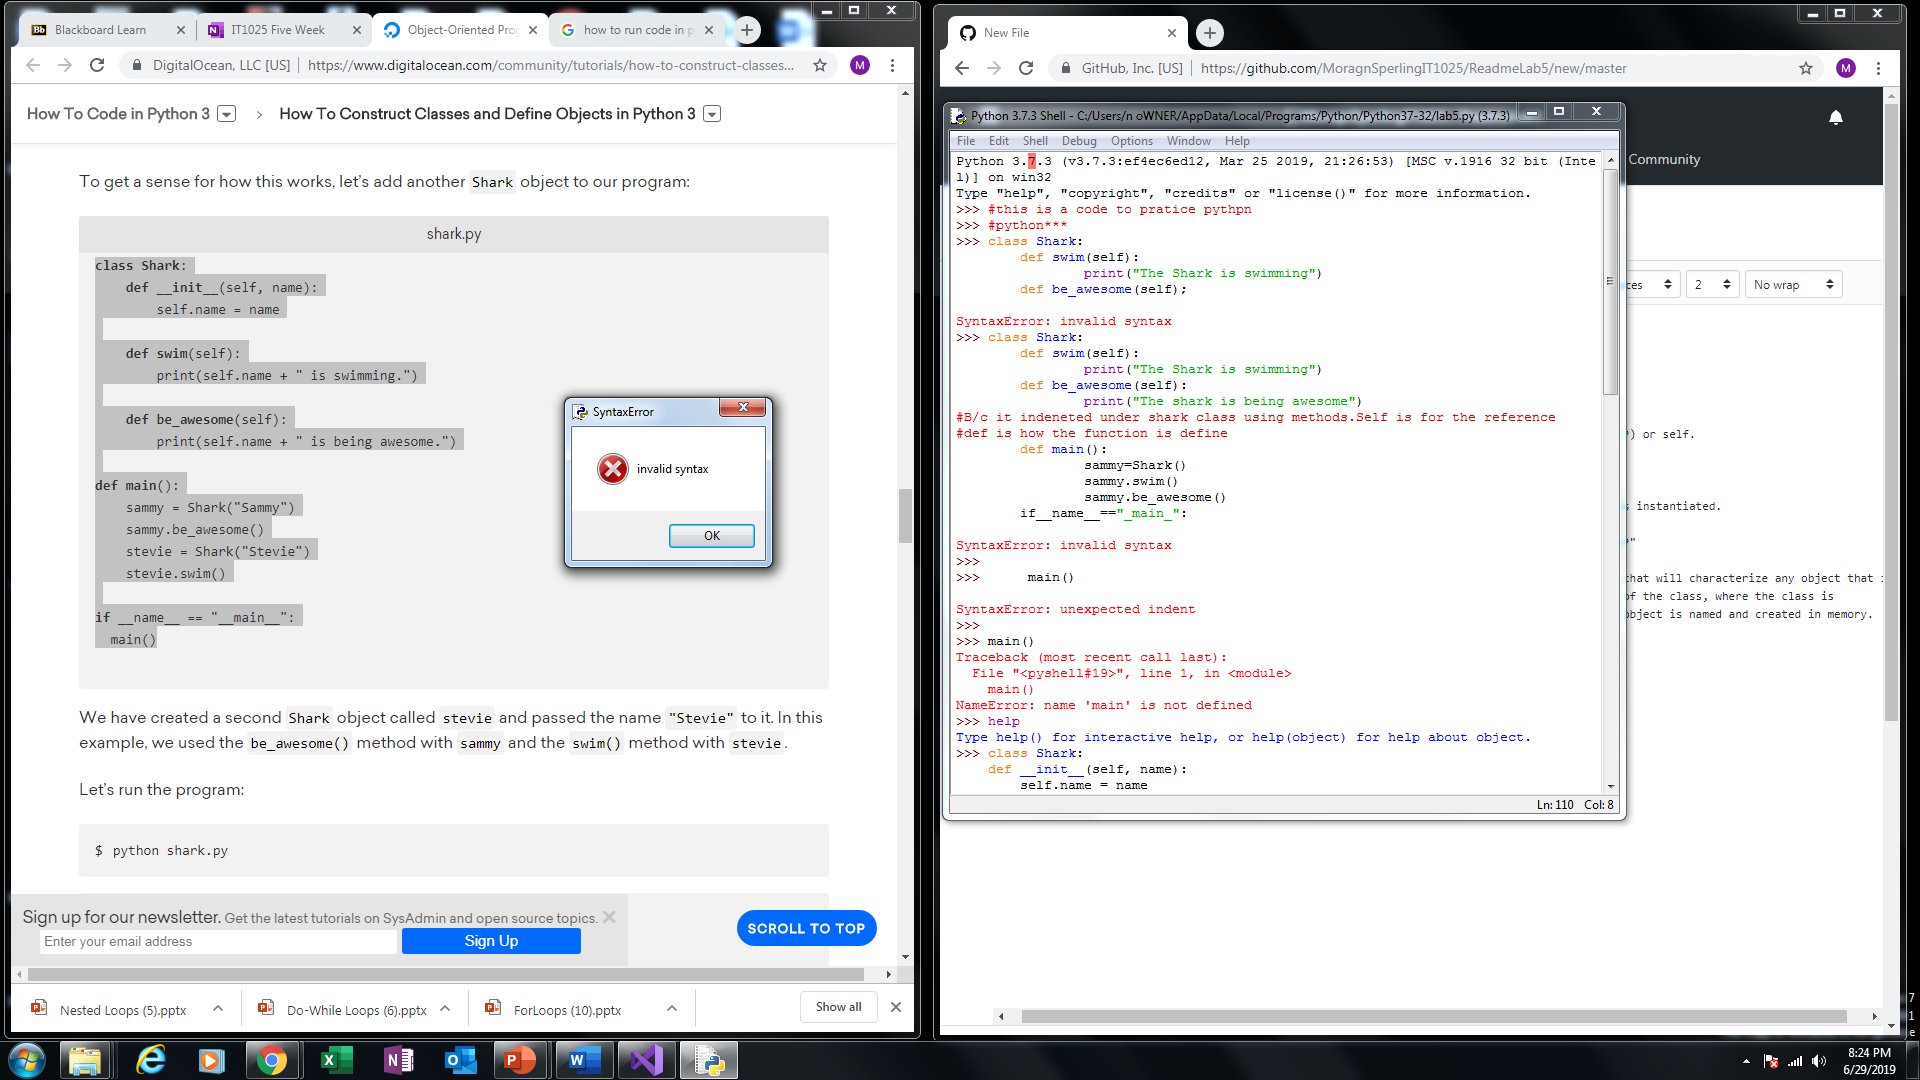 Blackboard Learn
IT1025 Five Week
Object-Oriented Pro
how to run code in p
DigitalOcean, LLC [US] | https://www.digitalocean.com/community/tutorials/how-to-construct-classes...
M
How To Code in Python 3 > How To Construct Classes and Define Objects in Python 3
To get a sense for how this works, let's add another Shark object to our program:
shark.py
class Shark:
    def __init__(self, name):
        self.name = name
    def swim(self):
        print(self.name + " is swimming.")
    def be_awesome(self):
        print(self.name + " is being awesome.")
def main():
    sammy = Shark("Sammy")
    sammy.be_awesome()
    stevie = Shark("Stevie")
    stevie.swim()
if __name__ == "__main__":
  main()
We have created a second Shark object called stevie and passed the name "Stevie" to it. In this
example, we used the be_awesome() method with sammy and the swim() method with stevie.
Let's run the program:
$ python shark.py
Sign up for our newsletter. Get the latest tutorials on SysAdmin and open source topics.
Enter your email address
Sign Up
SCROLL TO TOP
Nested Loops (5).pptx
Do-While Loops (6).pptx
ForLoops (10).pptx
Show all
SyntaxError
invalid syntax
OK
New File
GitHub, Inc. [US] | https://github.com/MoragnSperlingIT1025/ReadmeLab5/new/master
M
Python 3.7.3 Shell - C:/Users/n oWNER/AppData/Local/Programs/Python/Python37-32/lab5.py (3.7.3)
File Edit Shell Debug Options Window Help
Python 3.7.3 (v3.7.3:ef4ec6ed12, Mar 25 2019, 21:26:53) [MSC v.1916 32 bit (Inte
l)] on win32
Type "help", "copyright", "credits" or "license()" for more information.
>>> #this is a code to pratice pythpn
>>> #python***
>>> class Shark:
        def swim(self):
                print("The Shark is swimming")
        def be_awesome(self);
SyntaxError: invalid syntax
>>> class Shark:
        def swim(self):
                print("The Shark is swimming")
        def be_awesome(self):
                print("The shark is being awesome")
#B/c it indeneted under shark class using methods.Self is for the reference
#def is how the function is define
        def main():
                sammy=Shark()
                sammy.swim()
                sammy.be_awesome()
        if__name__=="_main_":
SyntaxError: invalid syntax
>>>
>>>      main()
SyntaxError: unexpected indent
>>>
>>> main()
Traceback (most recent call last):
  File "<pyshell#19>", line 1, in <module>
    main()
NameError: name 'main' is not defined
>>> help
Type help() for interactive help, or help(object) for help about object.
>>> class Shark:
    def __init__(self, name):
        self.name = name
Ln: 110 Col: 8
Community
ces
2
No wrap
) or self.
s instantiated.
"
that will characterize any object that
of the class, where the class is
object is named and created in memory.
8:24 PM
6/29/2019